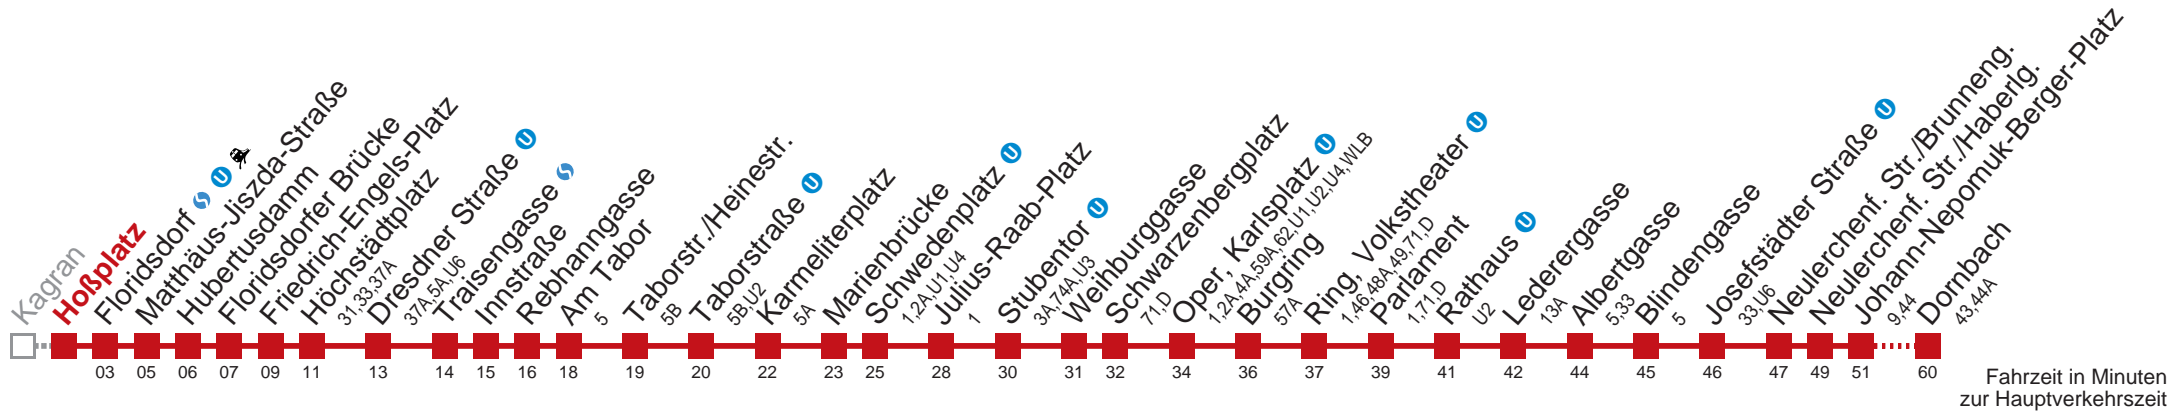 Kagran
Hoßplatz
Floridsdorf S U
Matthäus-Jiszda-Straße
Hubertusdamm
Floridsdorfer Brücke
Friedrich-Engels-Platz
Höchstädtplatz
31,33,37A
Dresdner Straße U
37A,5A,U6
Traisengasse S
Innstraße
Rebhanngasse
Am Tabor
5
Taborstr./Heinestr.
5B
Taborstraße U
5B,U2
Karmeliterplatz
5A
Marienbrücke
Schwedenplatz U
1,2A,U1,U4
Julius-Raab-Platz
1
Stubentor U
3A,74A,U3
Weihburggasse
Schwarzenbergplatz
71,D
Oper, Karlsplatz U
1,2A,4A,59A,62,U1,U2,U4,WLB
Burgring
57A
Ring, Volkstheater U
1,46,48A,49,71,D
Parlament
1,71,D
Rathaus U
U2
Lederergasse
13A
Albertgasse
5,33
Blindengasse
5
Josefstädter Straße U
33,U6
Neulerchenf. Str./Brunneng.
Neulerchenf. Str./Haberlg.
Johann-Nepomuk-Berger-Platz
9,44
Dornbach
43,44A
03 05 06 07 09 11 13 14 15 16 18 19 20 22 23 25 28 30 31 32 34 36 37 39 41 42 44 45 46 47 49 51 60
Fahrzeit in Minuten
zur Hauptverkehrszeit